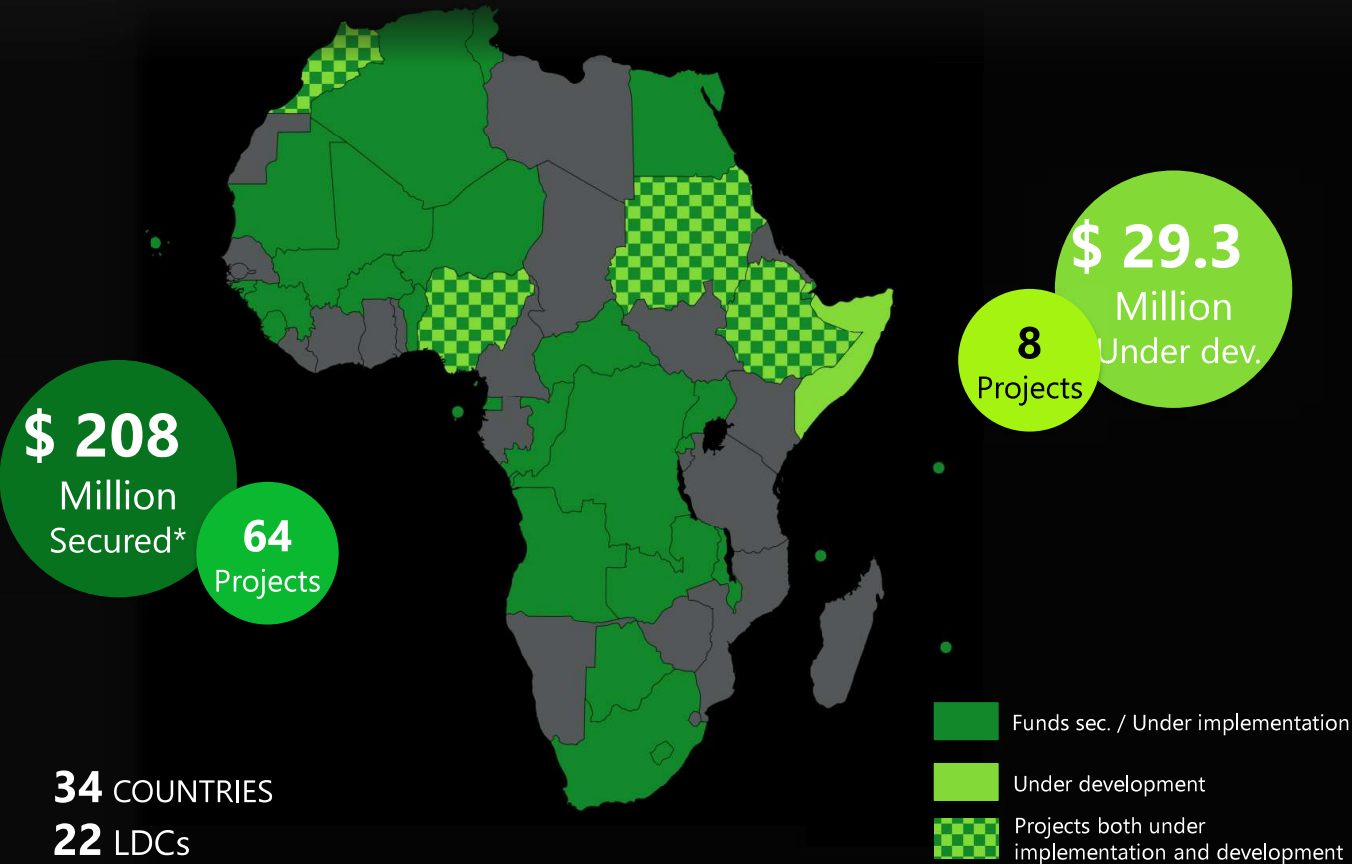 $ 29.3
Million
Under dev.
8
Projects
$ 208
Million
Secured*
64
Projects
Funds sec. / Under implementation
Under development
Projects both under
implementation and development
34 COUNTRIES
22 LDCs